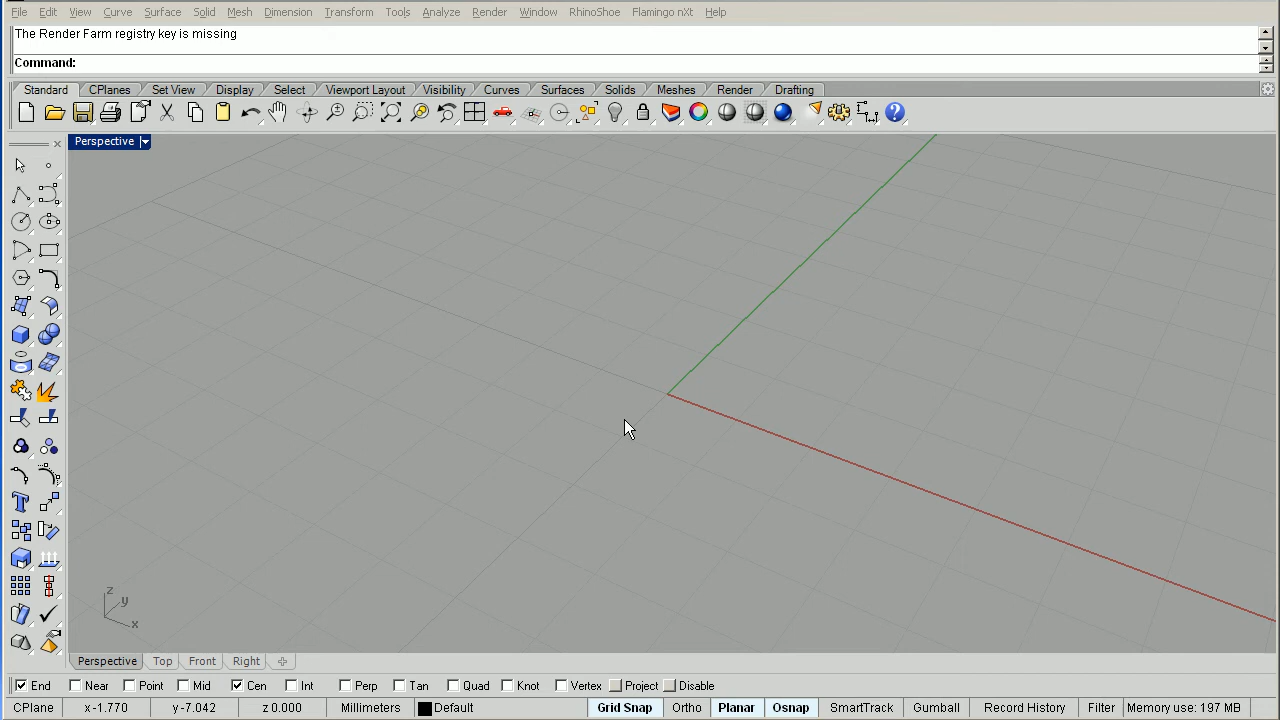 File Edit View Curve Surface Solid Mesh Dimension Transform Tools Analyze Render Window RhinoShoe Flamingo nXt Help
The Render Farm registry key is missing
Command:
Standard CPlanes Set View Display Select Viewport Layout Visibility Curves Surfaces Solids Meshes Render Drafting
Perspective
z
y
x
Perspective Top Front Right
End Near Point Mid Cen Int Perp Tan Quad Knot Vertex Project Disable
CPlane x -1.770 y -7.042 z 0.000 Millimeters Default Grid Snap Ortho Planar Osnap SmartTrack Gumball Record History Filter Memory use: 197 MB